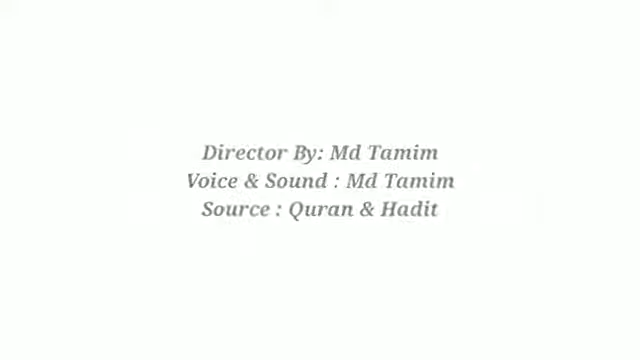 Director By: Md Tamim
Voice & Sound : Md Tamim
Source : Quran & Hadit